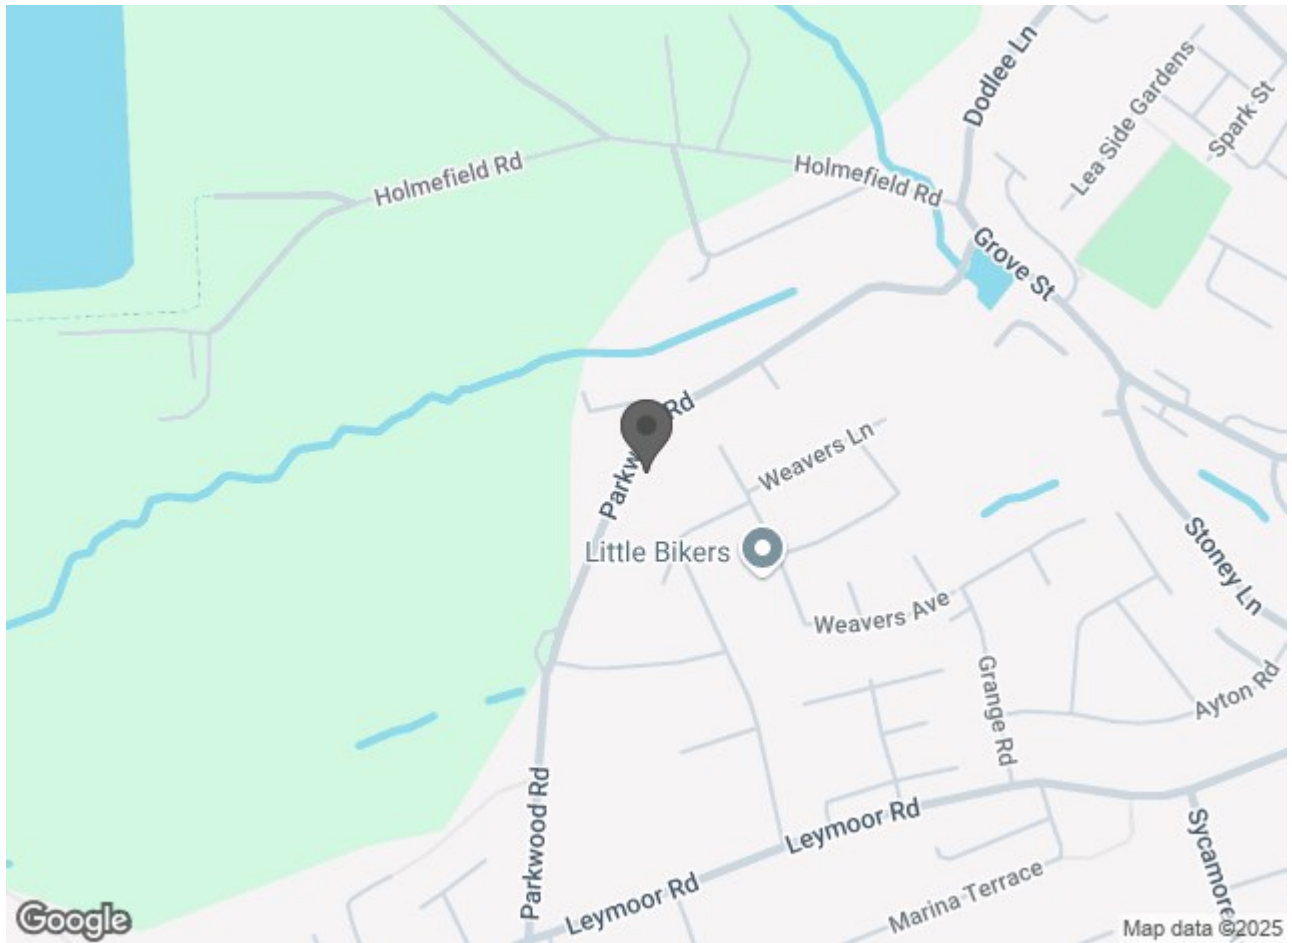 Dodlee Ln
Lea Side Gardens
Spark St
Holmefield Rd
Holmefield Rd
Grove St
Parkwood Rd
Weavers Ln
Little Bikers
Stoney Ln
Weavers Ave
Grange Rd
Ayton Rd
Parkwood Rd
Leymoor Rd
Sycamore
Leymoor Rd
Marina Terrace
Google
Map data ©2025